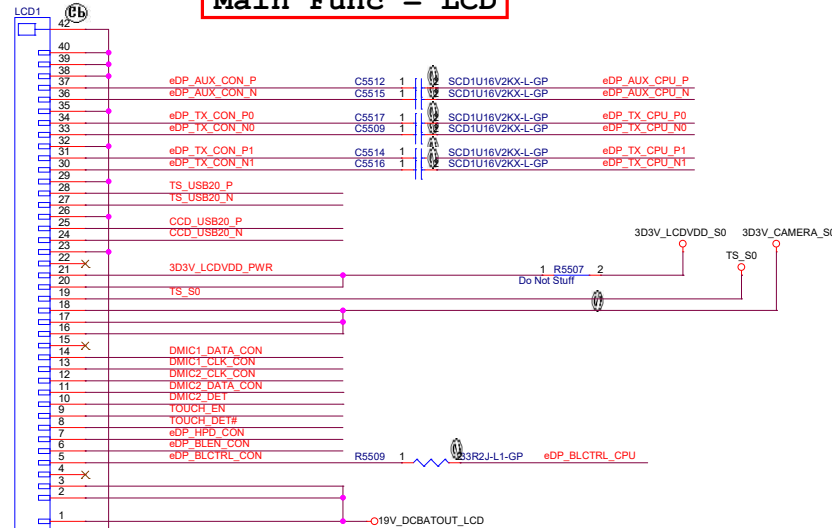 Main Func = LCD
LCD1
42
40
39
38
37 eDP_AUX_CON_P C5512 1 2 SCD1U16V2KX-L-GP eDP_AUX_CPU_P
36 eDP_AUX_CON_N C5515 1 2 SCD1U16V2KX-L-GP eDP_AUX_CPU_N
35
34 eDP_TX_CON_P0 C5517 1 2 SCD1U16V2KX-L-GP eDP_TX_CPU_P0
33 eDP_TX_CON_N0 C5509 1 2 SCD1U16V2KX-L-GP eDP_TX_CPU_N0
32
31 eDP_TX_CON_P1 C5514 1 2 SCD1U16V2KX-L-GP eDP_TX_CPU_P1
30 eDP_TX_CON_N1 C5516 1 2 SCD1U16V2KX-L-GP eDP_TX_CPU_N1
29
28 TS_USB20_P
27 TS_USB20_N
26
25 CCD_USB20_P
24 CCD_USB20_N
3D3V_LCDVDD_S0 3D3V_CAMERA_S0
23
TS_S0
22
21 3D3V_LCDVDD_PWR 1 R5507 2
Do Not Stuff
20
19 TS_S0
18
17
16
15
14 DMIC1_DATA_CON
13 DMIC1_CLK_CON
12 DMIC2_CLK_CON
11 DMIC2_DATA_CON
10 DMIC2_DET
9 TOUCH_EN
8 TOUCH_DET#
7 eDP_HPD_CON
6 eDP_BLEN_CON
5 eDP_BLCTRL_CON R5509 1 33R2J-L1-GP eDP_BLCTRL_CPU
4
3
2
1 19V_DCBATOUT_LCD